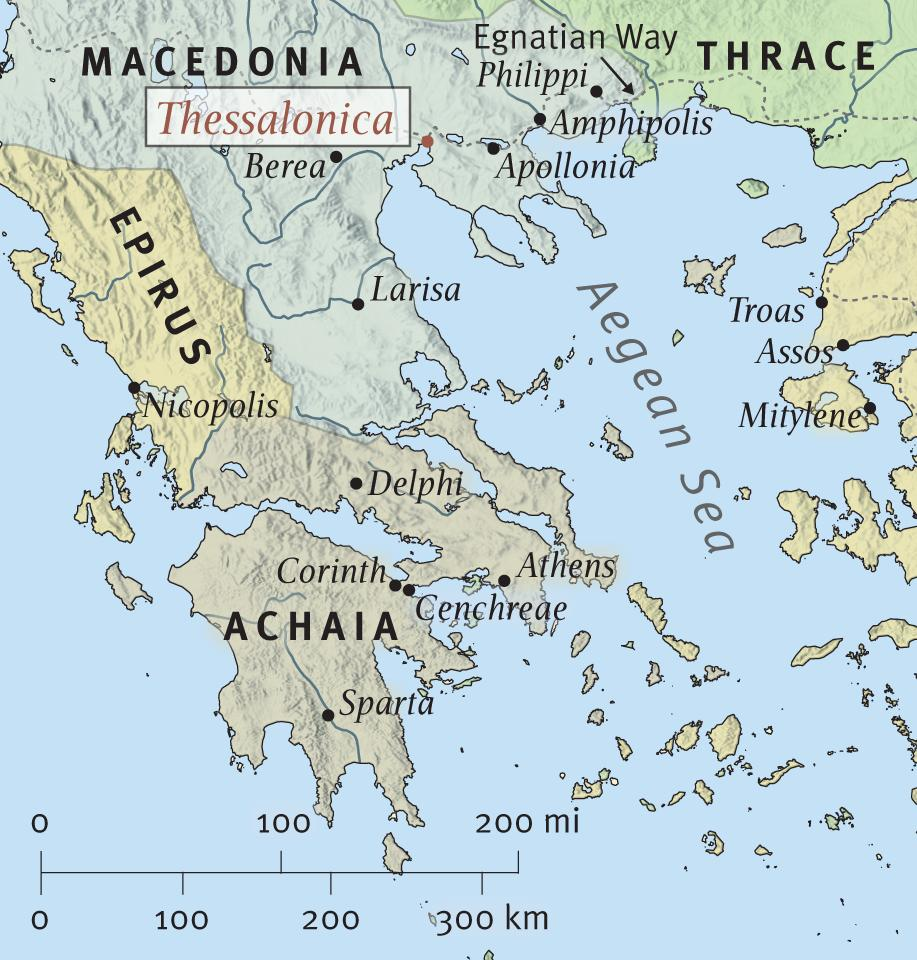 Egnatian Way
MACEDONIA
THRACE
Philippi
Thessalonica
Amphipolis
Berea
Apollonia
EPIRUS
Larisa
Aegean Sea
Troas
Assos
Nicopolis
Mitylene
Delphi
Corinth
Athens
Cenchreae
ACHAIA
Sparta
0 100 200 mi
0 100 200 300 km